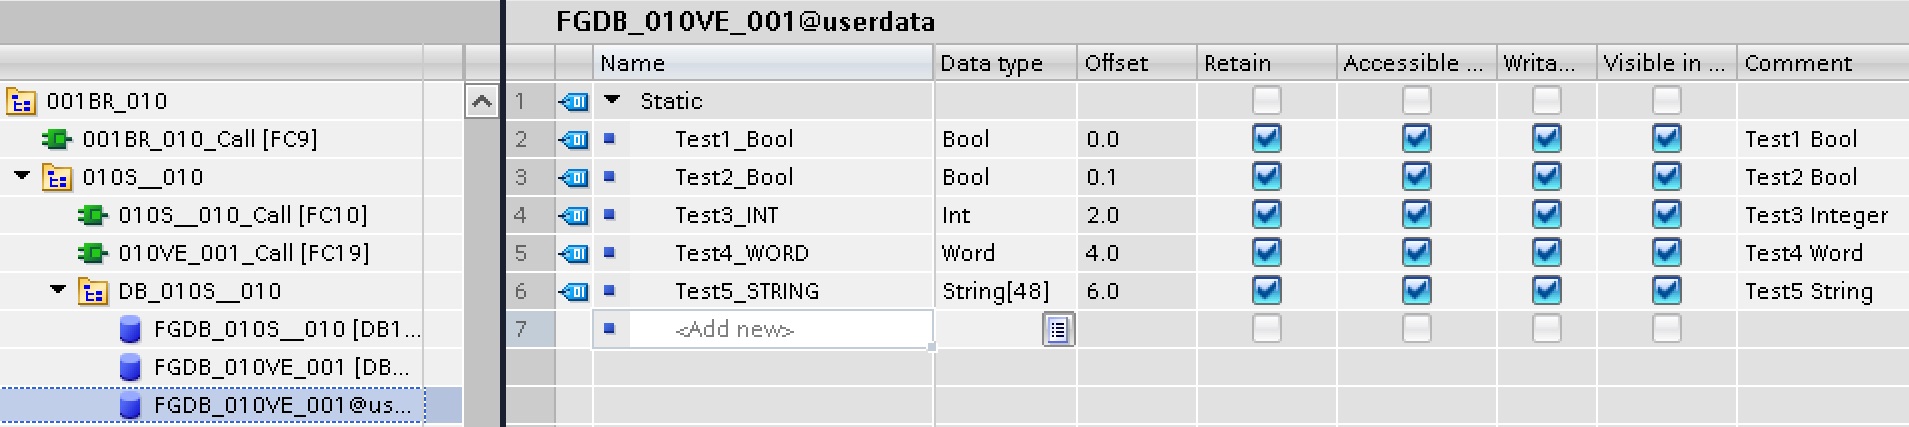 FGDB_010VE_001@userdata
Name Data type Offset Retain Accessible ... Writa... Visible in ... Comment
001BR_010
001BR_010_Call [FC9]
010S__010
010S__010_Call [FC10]
010VE_001_Call [FC19]
DB_010S__010
FGDB_010S__010 [DB1...
FGDB_010VE_001 [DB...
FGDB_010VE_001@us...
1 Static
2 Test1_Bool Bool 0.0 Test1 Bool
3 Test2_Bool Bool 0.1 Test2 Bool
4 Test3_INT Int 2.0 Test3 Integer
5 Test4_WORD Word 4.0 Test4 Word
6 Test5_STRING String[48] 6.0 Test5 String
7 <Add new>